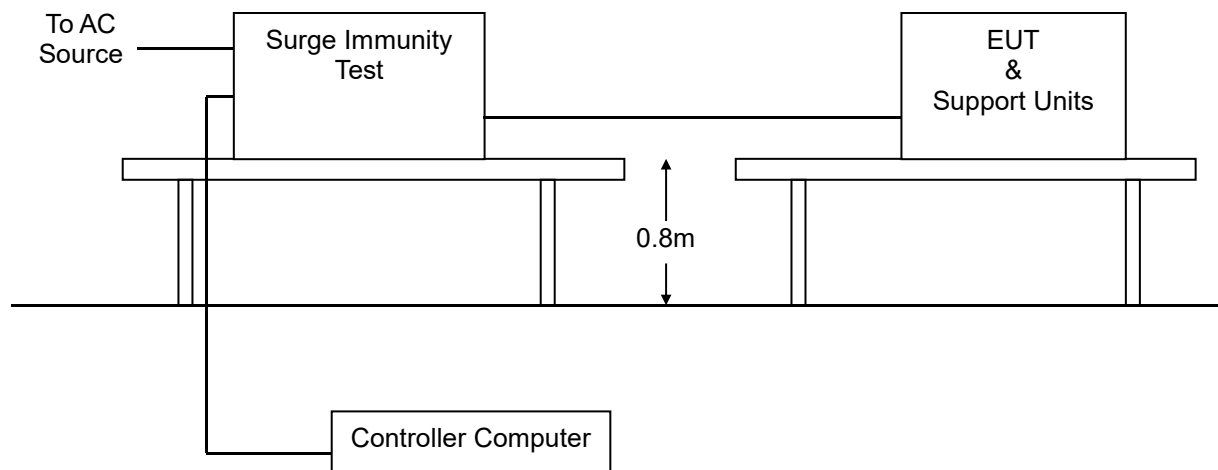 To AC
Source
Surge Immunity
Test
EUT
&
Support Units
0.8m
Controller Computer